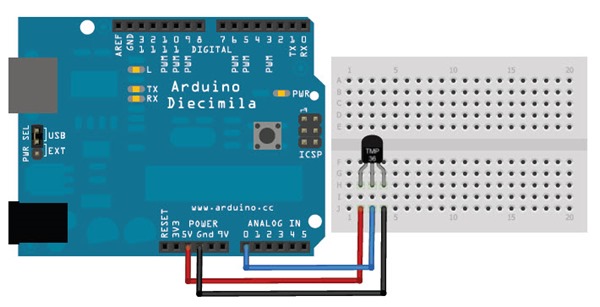 AREF
GND
13
12
11
10
9
8
7
6
5
4
3
2
1
0
TX
RX
PWM
PWM
PWM
PWM
PWM
PWM
DIGITAL
L
TX
RX
Arduino
Diecimila
PWR
PWR SEL
USB
EXT
ICSP
www.arduino.cc
RESET
3V3
5V
Gnd
9V
POWER
ANALOG IN
0 1 2 3 4 5
1 5 10 15 20
A
B
C
D
E
TMP
36
F
G
H
I
J
1 5 10 15 20